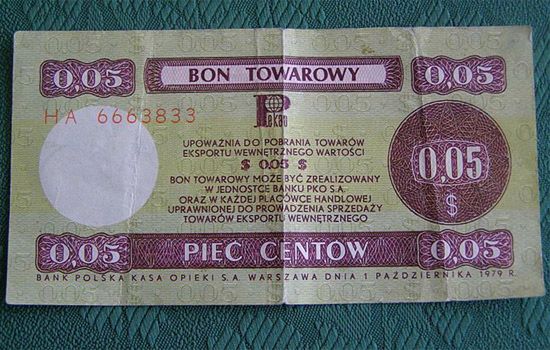 0,05 BON TOWAROWY 0,05
HA 6663833
Pekao
UPOWAŻNIA DO POBRANIA TOWARÓW
EKSPORTU WEWNĘTRZNEGO WARTOŚCI
$ 0,05 $
BON TOWAROWY MOŻE BYĆ ZREALIZOWANY
W JEDNOSTCE BANKU PKO S.A.
ORAZ W KAŻDEJ PLACÓWCE HANDLOWEJ
UPRAWNIONEJ DO PROWADZENIA SPRZEDAŻY
TOWARÓW EKSPORTU WEWNĘTRZNEGO
0,05
$
0,05 PIĘĆ CENTÓW 0,05
BANK POLSKA KASA OPIEKI S.A. WARSZAWA DNIA 1 PAŹDZIERNIKA 1979 R.